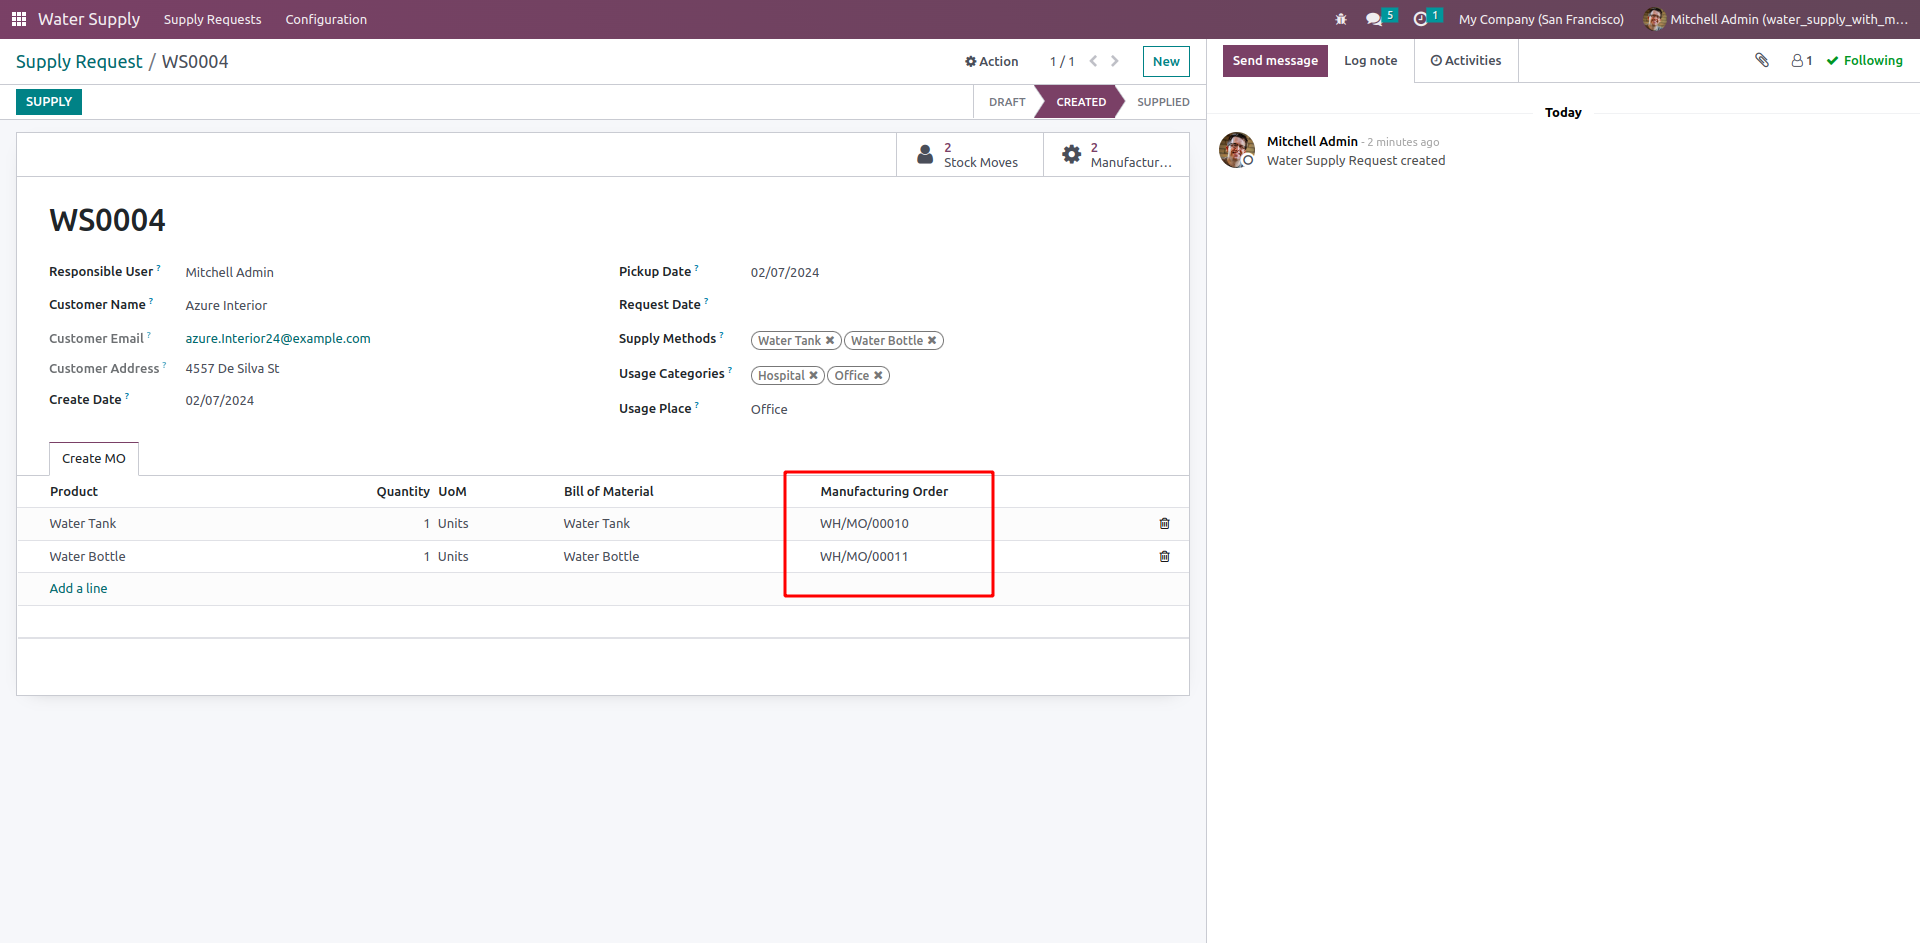 Water Supply Supply Requests Configuration 5 1 My Company (San Francisco) Mitchell Admin (water_supply_with_m...
Supply Request / WS0004 Action 1 / 1 New
SUPPLY DRAFT CREATED SUPPLIED
2 Stock Moves
2 Manufactur...
WS0004
Responsible User ? Mitchell Admin
Customer Name ? Azure Interior
Customer Email ? azure.Interior24@example.com
Customer Address ? 4557 De Silva St
Create Date ? 02/07/2024
Pickup Date ? 02/07/2024
Request Date ?
Supply Methods ? Water Tank Water Bottle
Usage Categories ? Hospital Office
Usage Place ? Office
Create MO
Product Quantity UoM Bill of Material Manufacturing Order
Water Tank 1 Units Water Tank WH/MO/00010
Water Bottle 1 Units Water Bottle WH/MO/00011
Add a line
Send message Log note Activities 1 Following
Today
Mitchell Admin - 2 minutes ago
Water Supply Request created